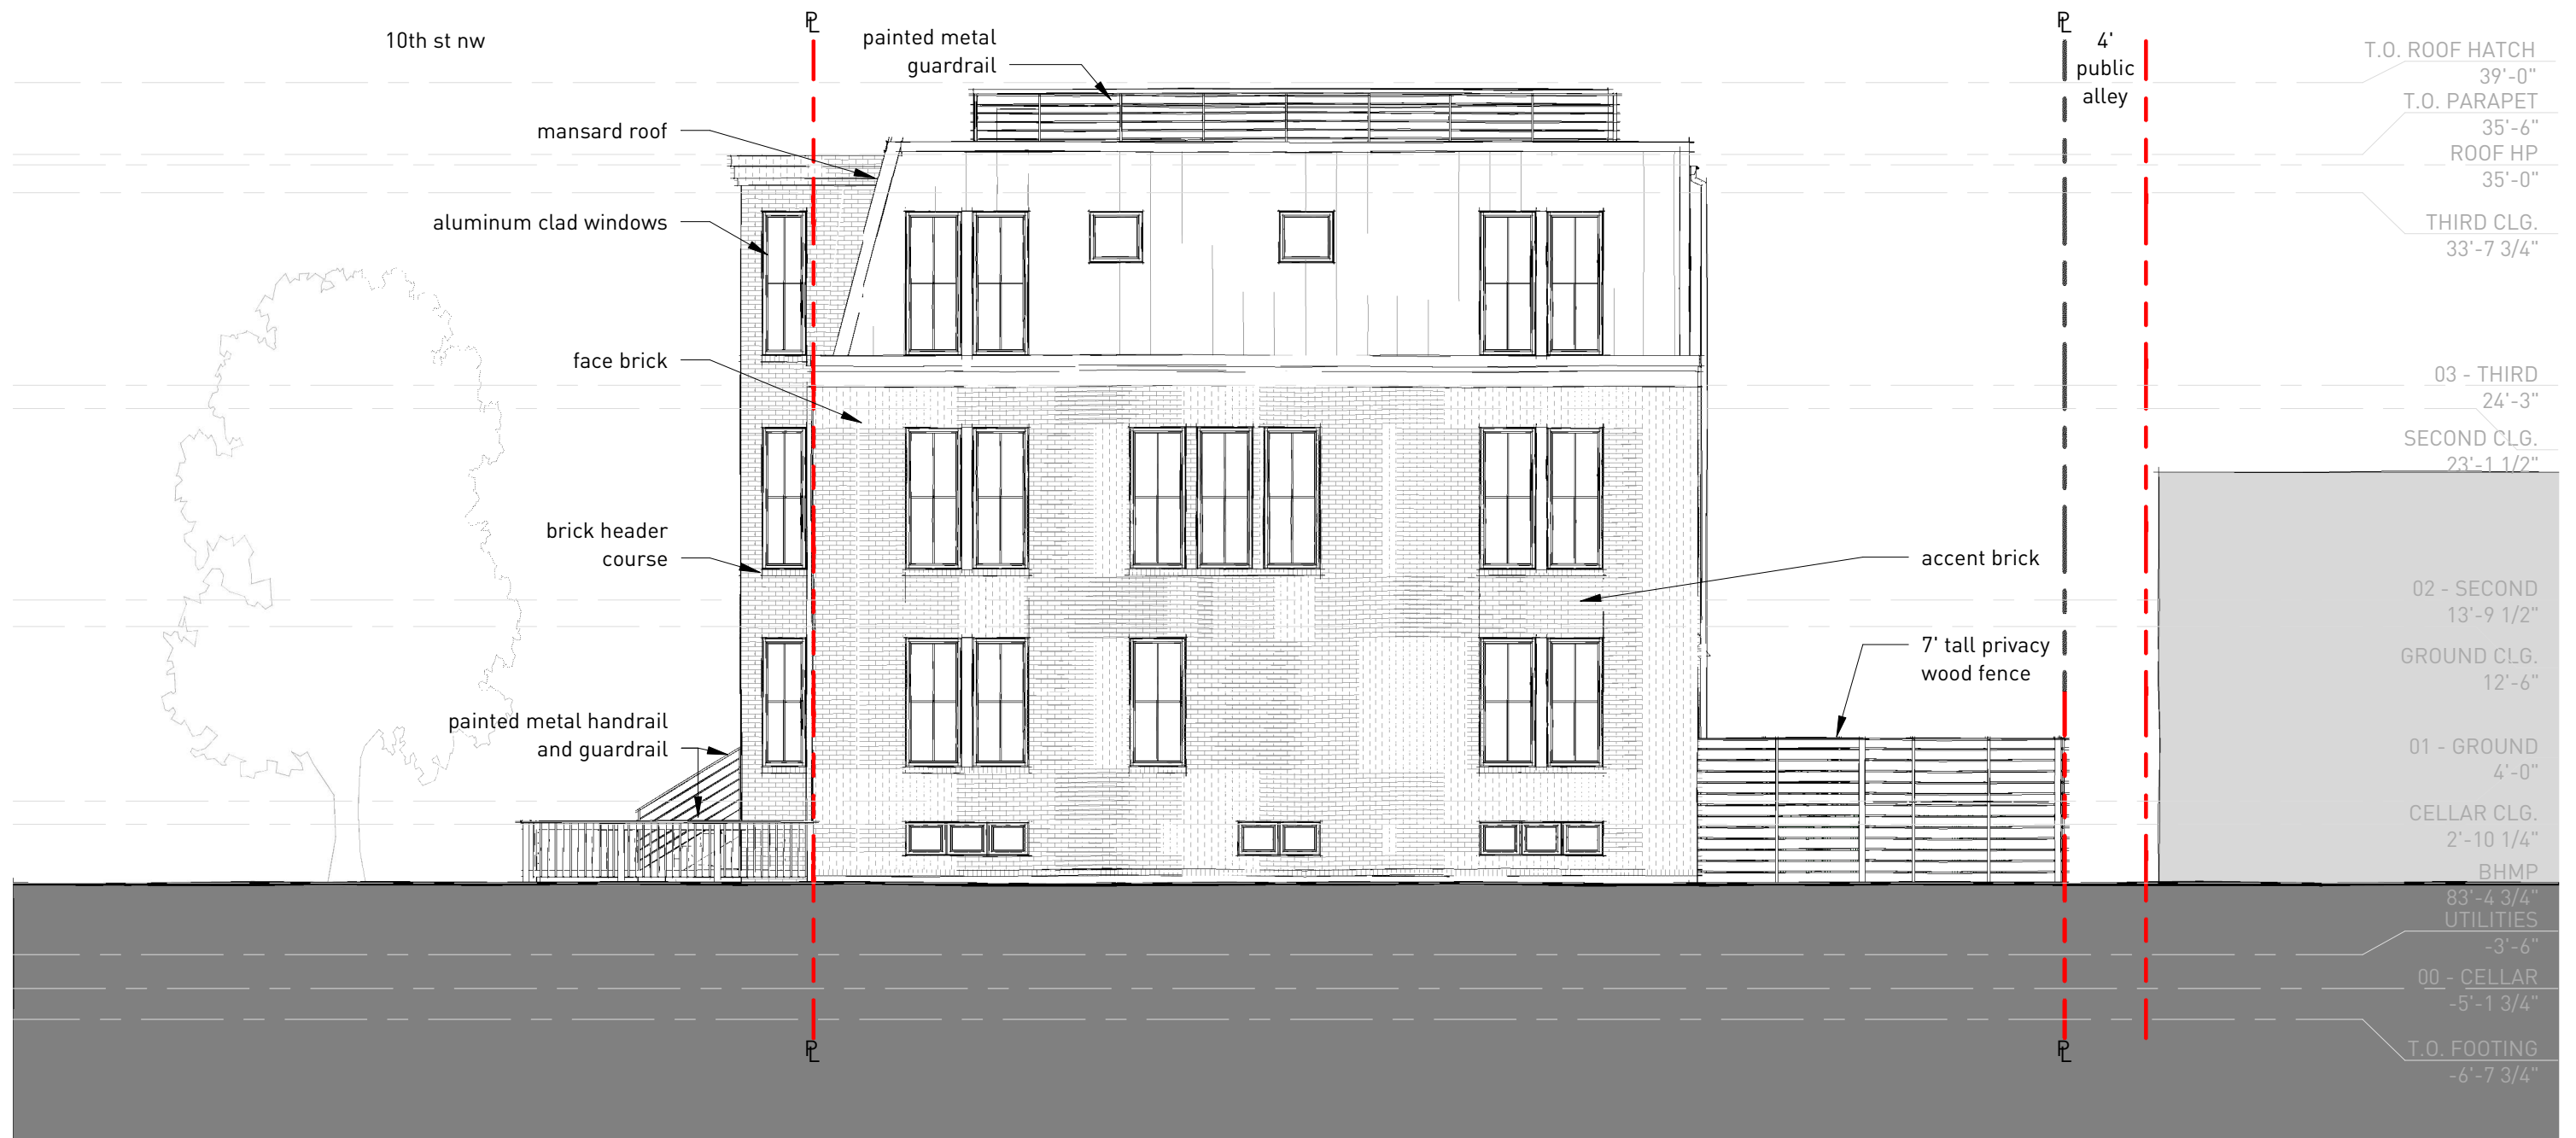 10th st nw
PL
painted metal
guardrail
PL
4'
public
alley
T.O. ROOF HATCH
39'-0"
T.O. PARAPET
35'-6"
ROOF HP
35'-0"
THIRD CLG.
33'-7 3/4"
mansard roof
aluminum clad windows
face brick
brick header
course
painted metal handrail
and guardrail
accent brick
7' tall privacy
wood fence
03 - THIRD
24'-3"
SECOND CLG.
23'-1 1/2"
02 - SECOND
13'-9 1/2"
GROUND CLG.
12'-6"
01 - GROUND
4'-0"
CELLAR CLG.
2'-10 1/4"
BHMP
83'-4 3/4"
UTILITIES
-3'-6"
00 - CELLAR
-5'-1 3/4"
T.O. FOOTING
-6'-7 3/4"
PL
PL